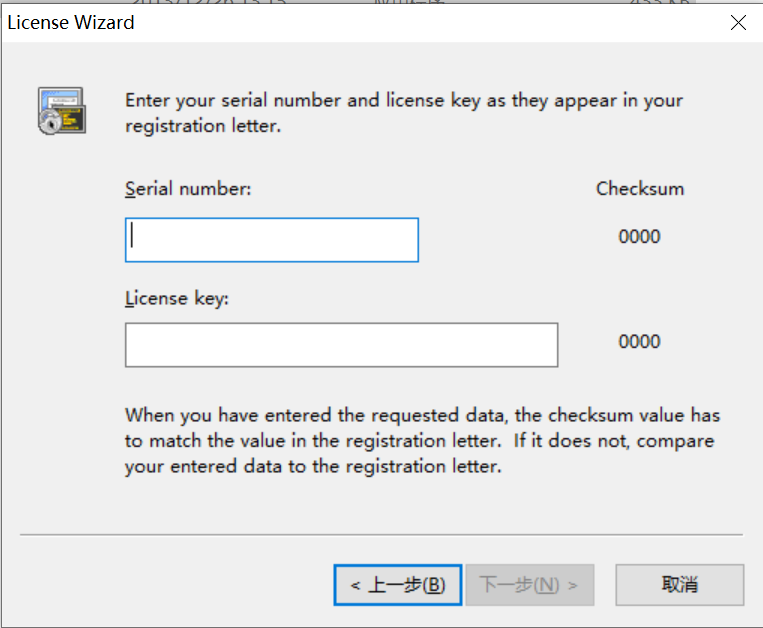 License Wizard
Enter your serial number and license key as they appear in your
registration letter.
Serial number:
Checksum
0000
License key:
0000
When you have entered the requested data, the checksum value has
to match the value in the registration letter.  If it does not, compare
your entered data to the registration letter.
< 上一步(B)
下一步(N) >
取消